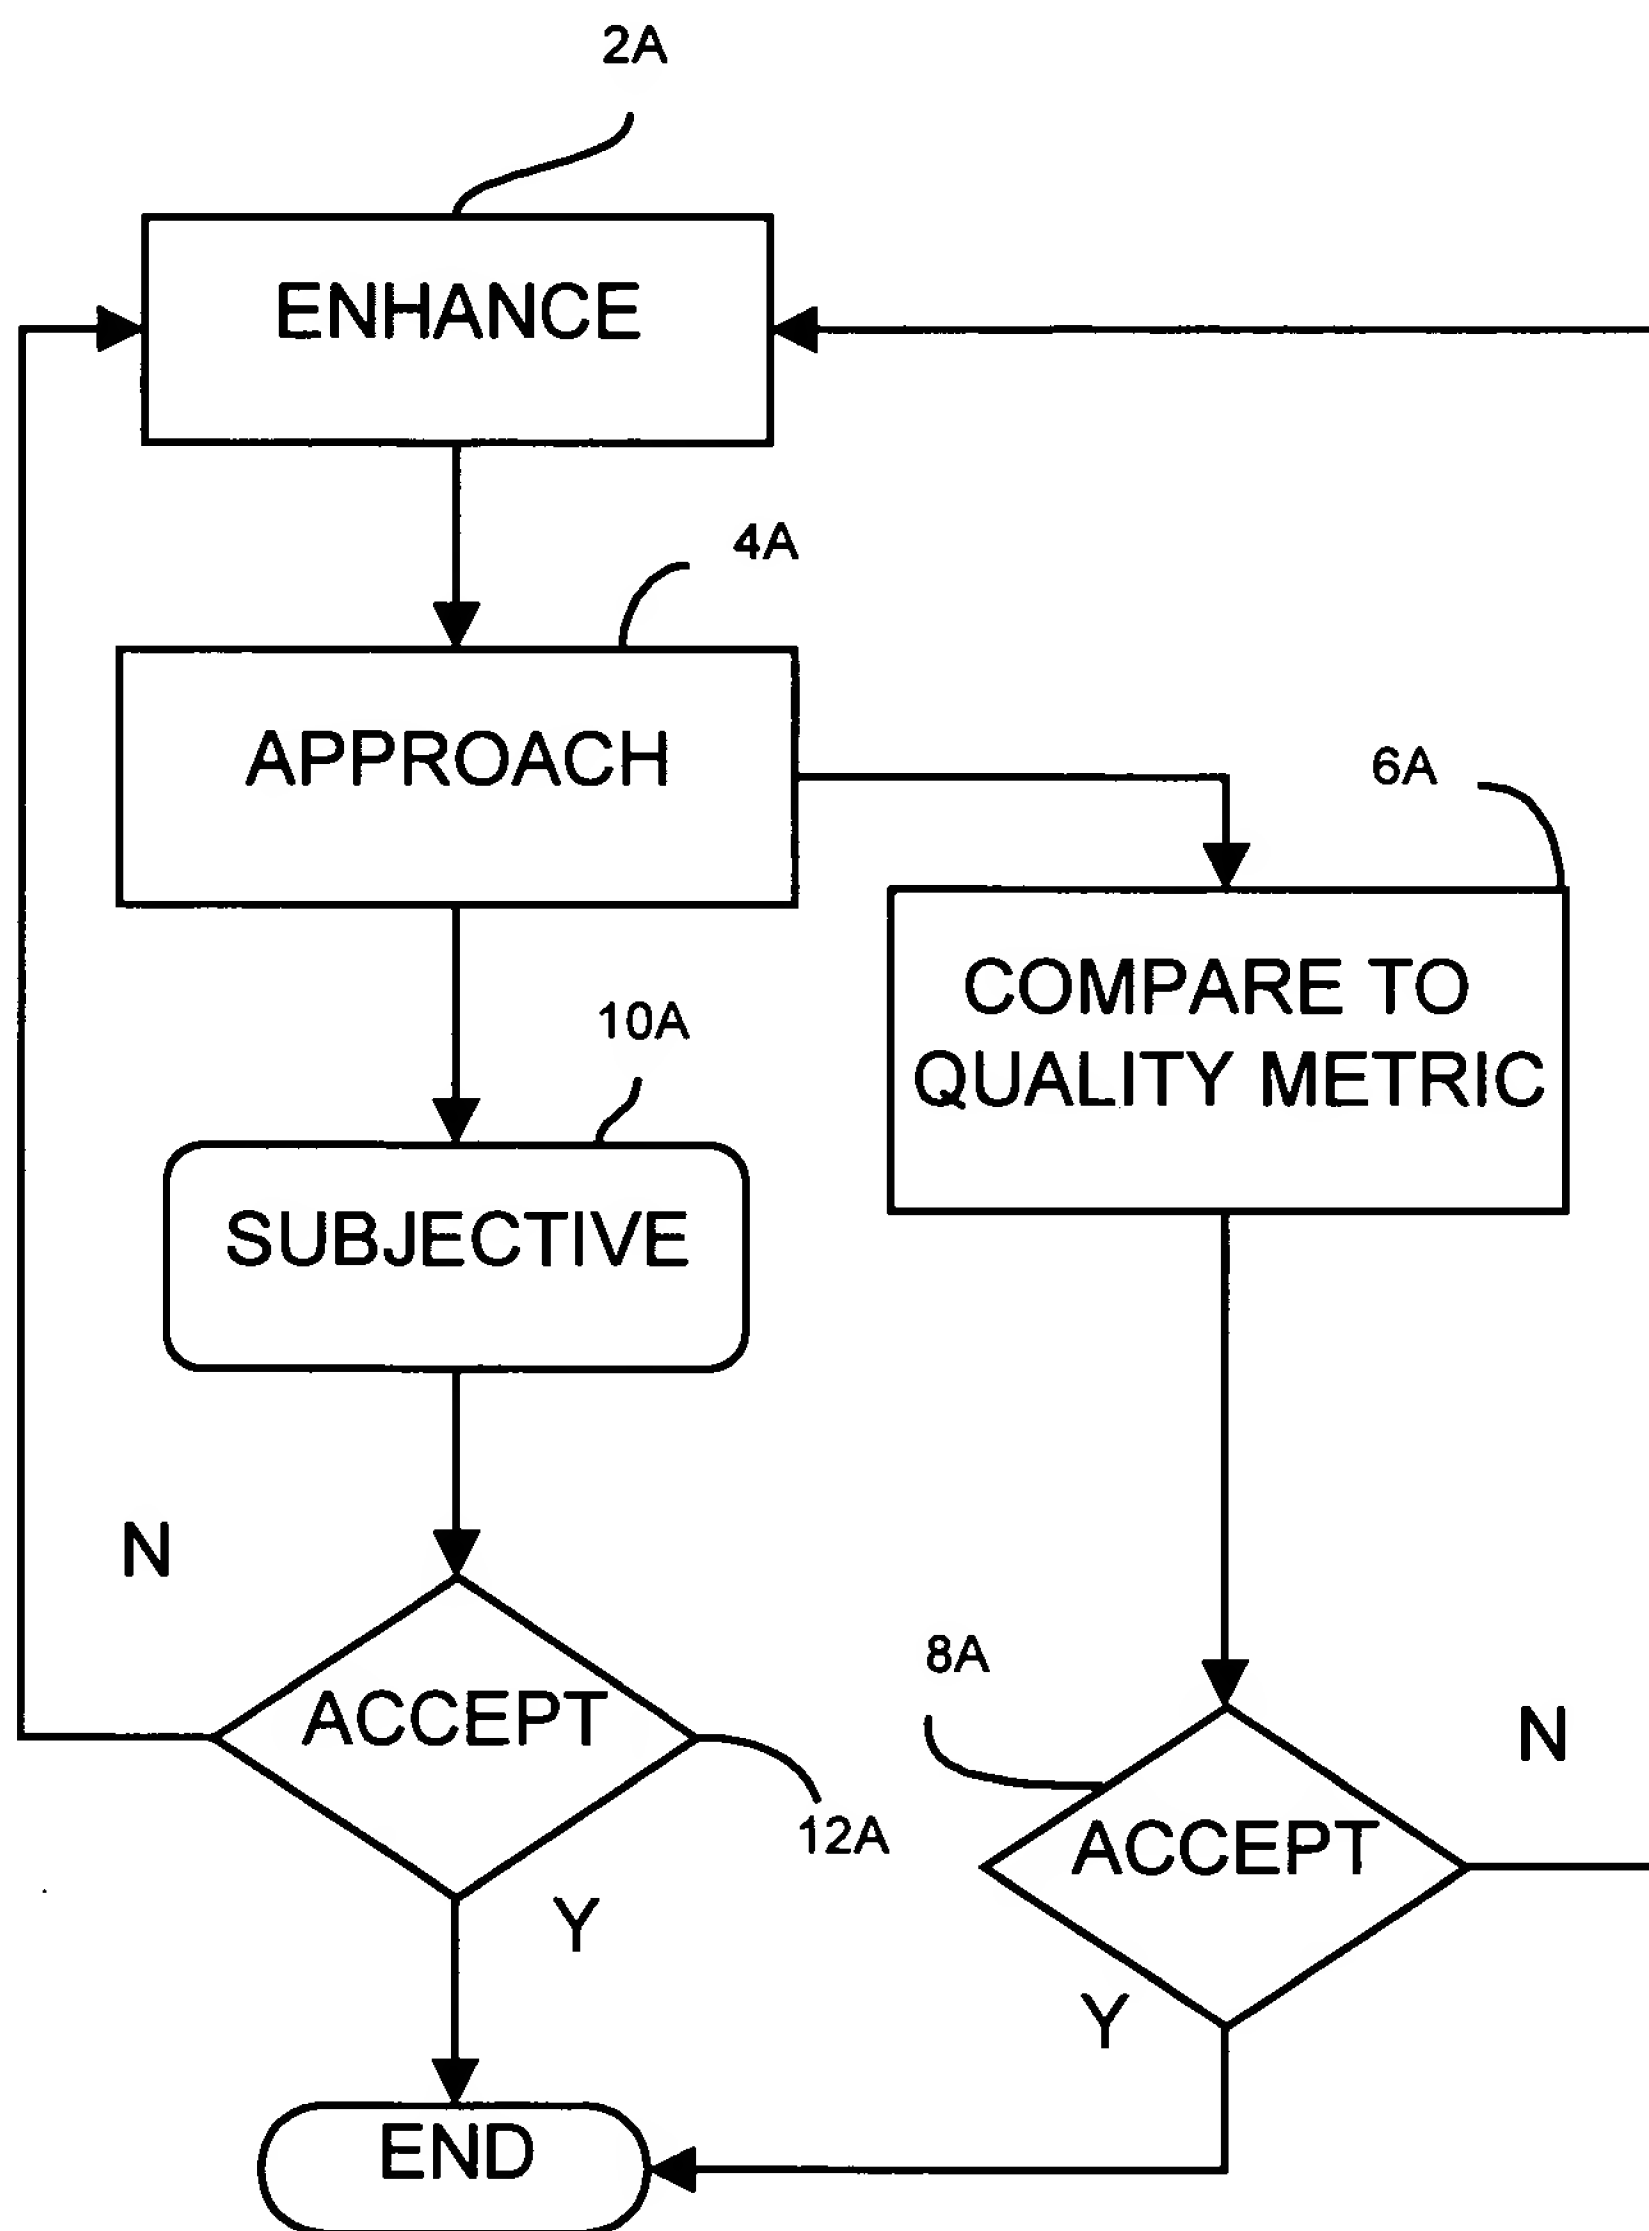 2A
ENHANCE
4A
APPROACH
6A
COMPARE TO
QUALITY METRIC
10A
SUBJECTIVE
N
ACCEPT
12A
Y
8A
N
ACCEPT
Y
END